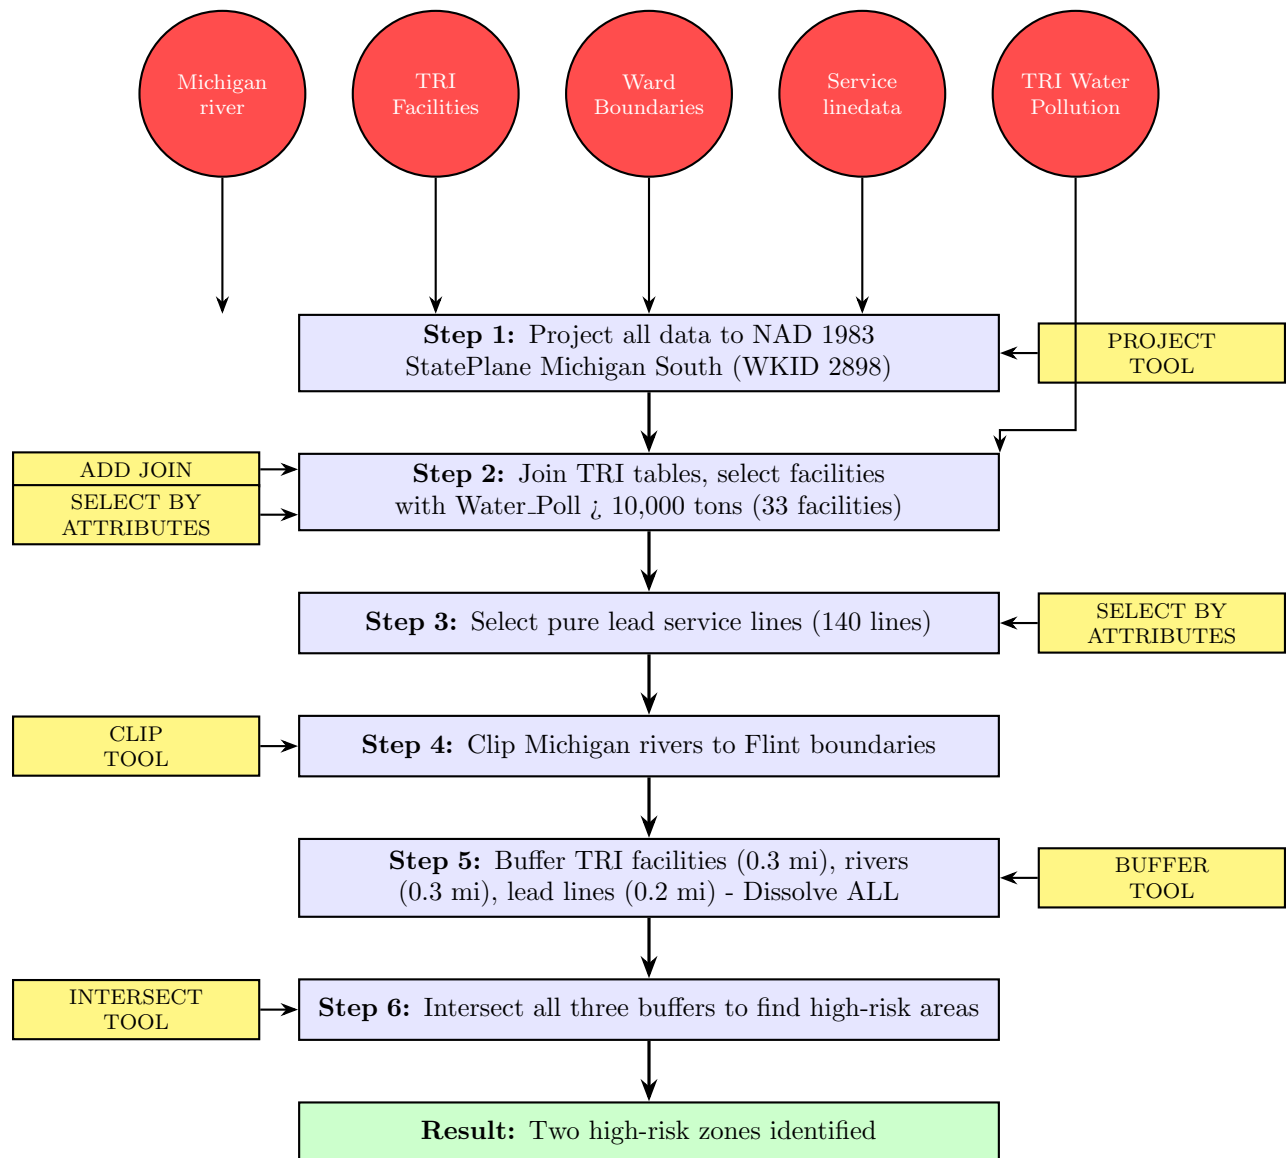 Michigan
river
TRI
Facilities
Ward
Boundaries
Service
linedata
TRI Water
Pollution
Step 1: Project all data to NAD 1983
StatePlane Michigan South (WKID 2898)
PROJECT
TOOL
ADD JOIN
SELECT BY
ATTRIBUTES
Step 2: Join TRI tables, select facilities
with Water_Poll ¿ 10,000 tons (33 facilities)
Step 3: Select pure lead service lines (140 lines)
SELECT BY
ATTRIBUTES
CLIP
TOOL
Step 4: Clip Michigan rivers to Flint boundaries
Step 5: Buffer TRI facilities (0.3 mi), rivers
(0.3 mi), lead lines (0.2 mi) - Dissolve ALL
BUFFER
TOOL
INTERSECT
TOOL
Step 6: Intersect all three buffers to find high-risk areas
Result: Two high-risk zones identified